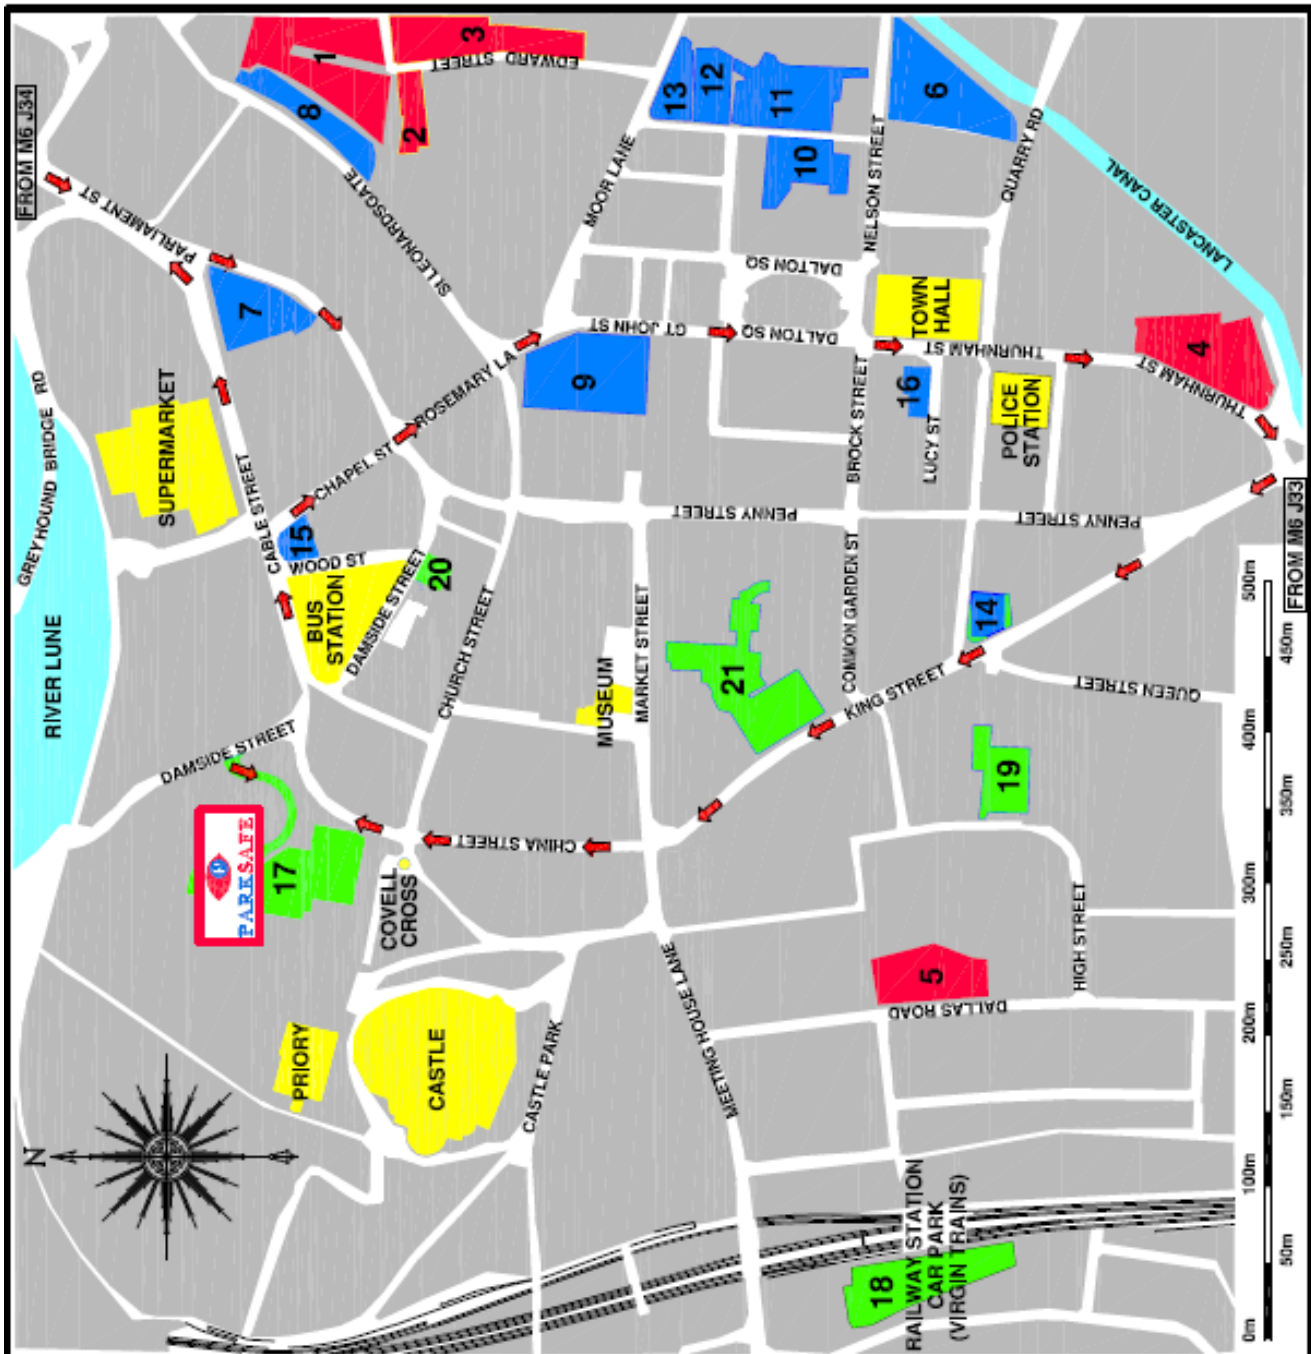 FROM M6 J34
PARLIAMENT ST
1
2
3
EDWARD STREET
8
ST LEONARDSGATE
MOOR LANE
13
12
11
10
6
NELSON STREET
QUARRY RD
LANCASTER CANAL
DALTON SQ
DALTON SQ
GT JOHN ST
TOWN
HALL
THURNHAM ST
THURNHAM ST
4
7
GREYHOUND BRIDGE RD
SUPERMARKET
CABLE STREET
CHAPEL ST
ROSEMARY LA
9
BROCK STREET
16
LUCY ST
POLICE
STATION
PENNY STREET
PENNY STREET
FROM M6 J33
RIVER LUNE
15
WOOD ST
BUS
STATION
DAMSIDE STREET
20
CHURCH STREET
MUSEUM
MARKET STREET
21
COMMON GARDEN ST
14
KING STREET
QUEEN STREET
19
DAMSIDE STREET
PARKSAFE
17
COVELL
CROSS
CHINA STREET
MEETING HOUSE LANE
5
DALLAS ROAD
HIGH STREET
PRIORY
CASTLE
CASTLE PARK
N
18
RAILWAY STATION
CAR PARK
(VIRGIN TRAINS)
0m
50m
100m
150m
200m
250m
300m
350m
400m
450m
500m